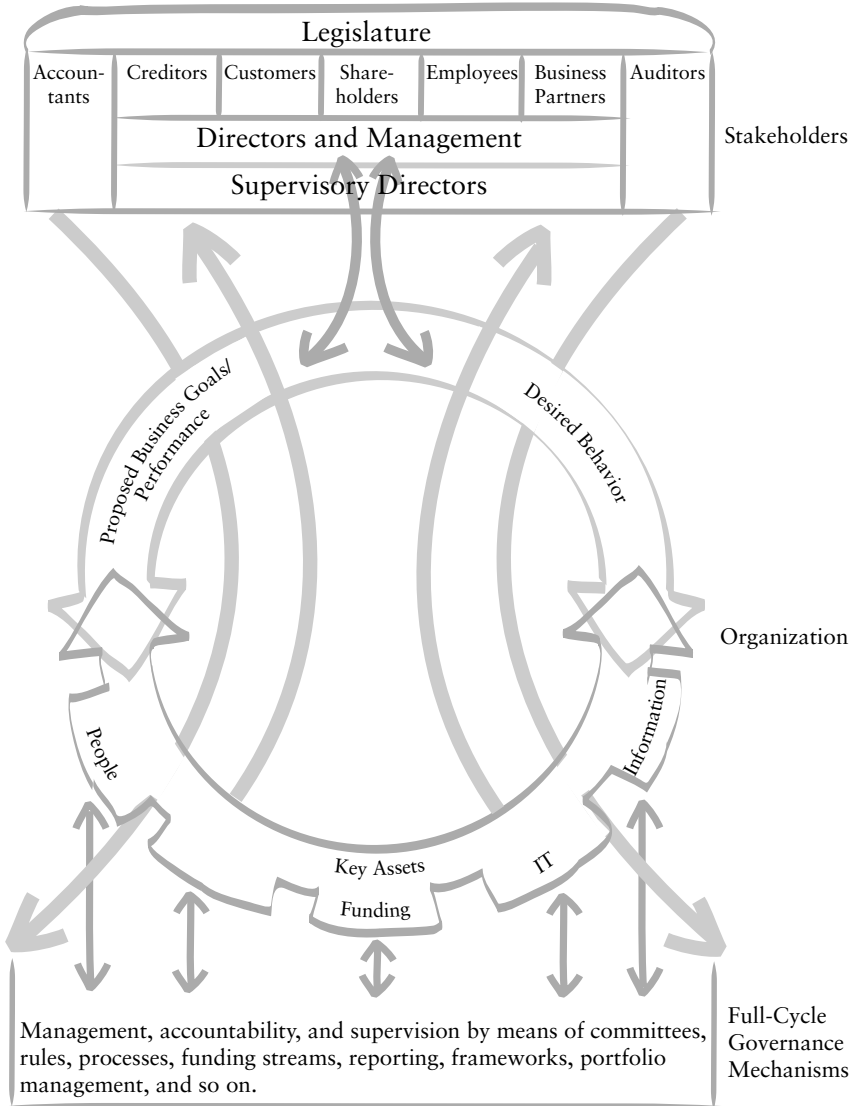 Legislature
Accoun-
tants
Creditors
Customers
Share-
holders
Employees
Business
Partners
Auditors
Directors and Management
Supervisory Directors
Stakeholders
Proposed Business Goals/
Performance
Desired Behavior
Organization
People
Information
Key Assets
IT
Funding
Management, accountability, and supervision by means of committees,
rules, processes, funding streams, reporting, frameworks, portfolio
management, and so on.
Full-Cycle
Governance
Mechanisms